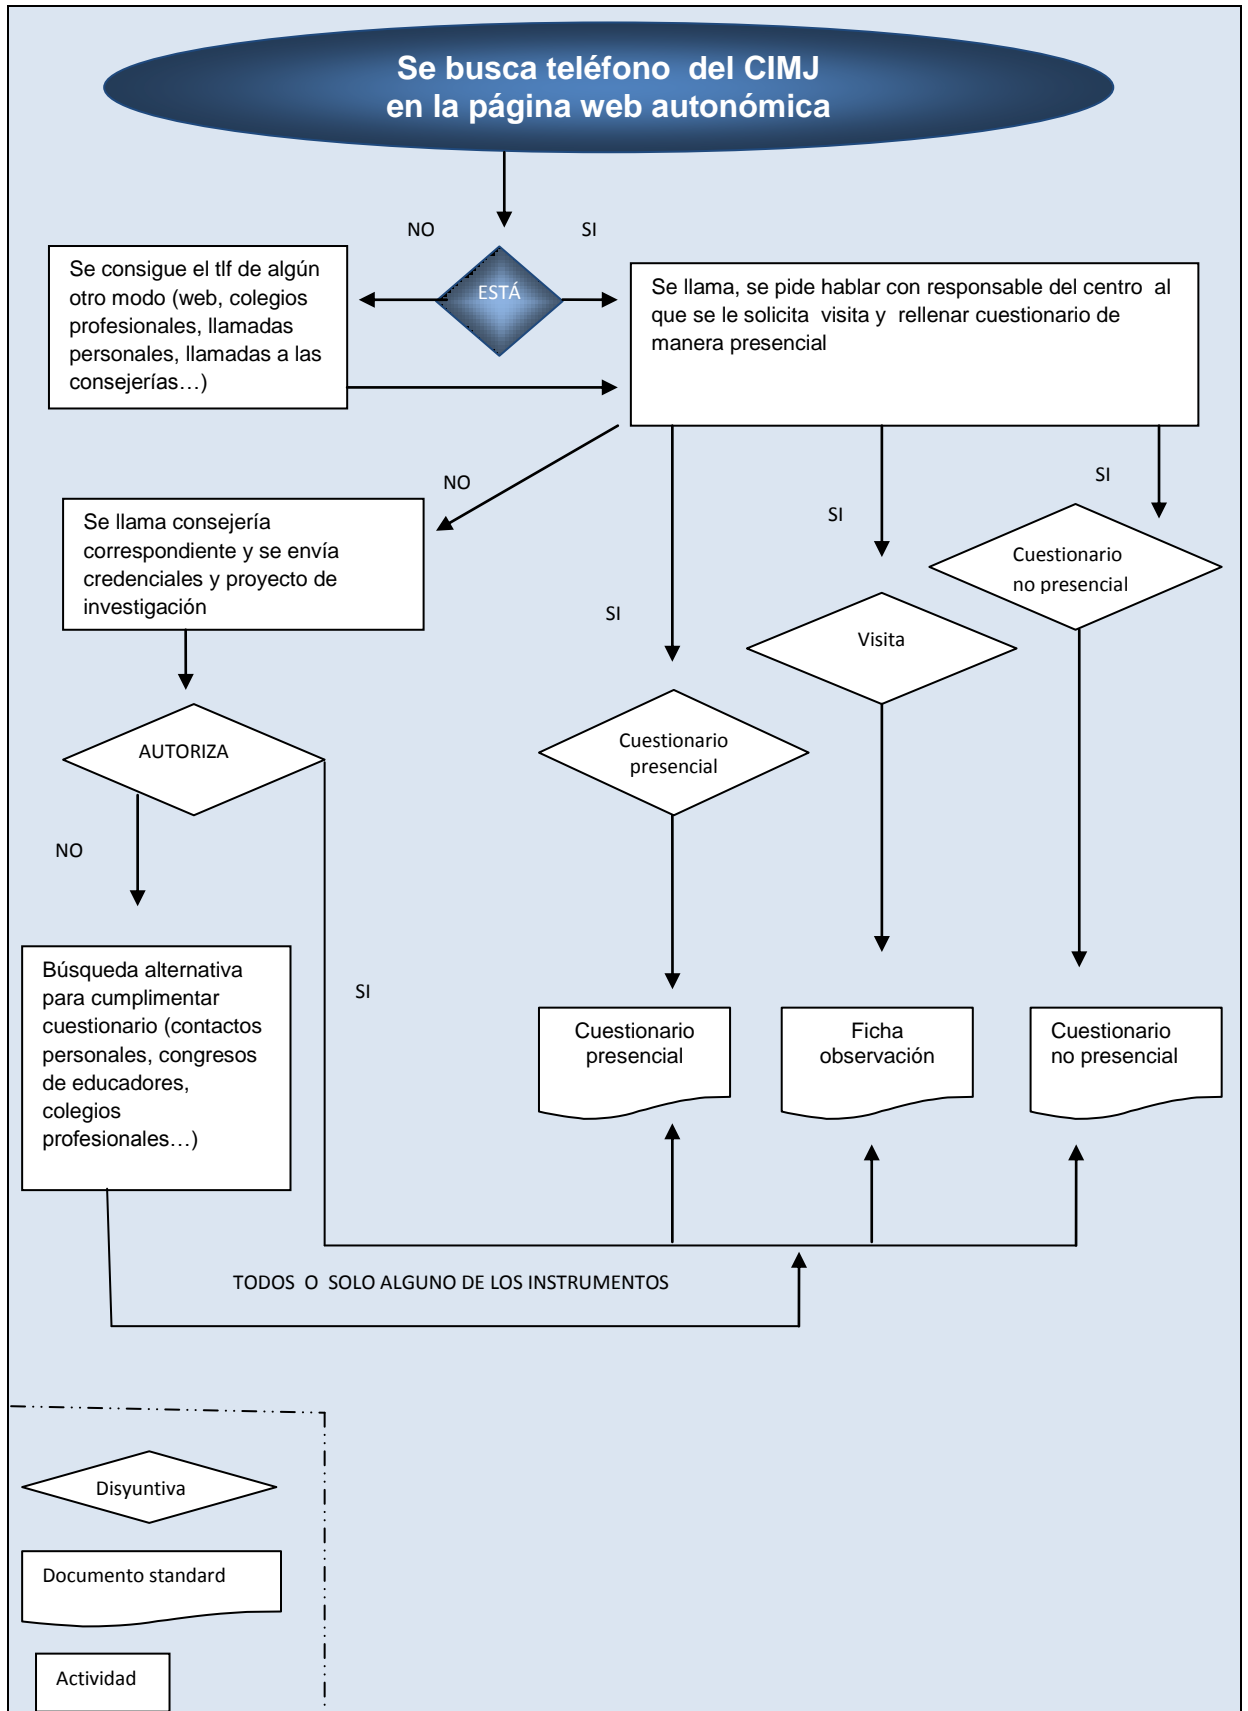 Se busca teléfono del CIMJ
en la página web autonómica
NO
SI
ESTÁ
Se consigue el tlf de algún
otro modo (web, colegios
profesionales, llamadas
personales, llamadas a las
consejerías…)
Se llama, se pide hablar con responsable del centro al
que se le solicita visita y rellenar cuestionario de
manera presencial
NO
SI
SI
SI
Se llama consejería
correspondiente y se envía
credenciales y proyecto de
investigación
Cuestionario
no presencial
Visita
Cuestionario
presencial
AUTORIZA
NO
SI
Búsqueda alternativa
para cumplimentar
cuestionario (contactos
personales, congresos
de educadores,
colegios
profesionales…)
Cuestionario
presencial
Ficha
observación
Cuestionario
no presencial
TODOS O SOLO ALGUNO DE LOS INSTRUMENTOS
Disyuntiva
Documento standard
Actividad